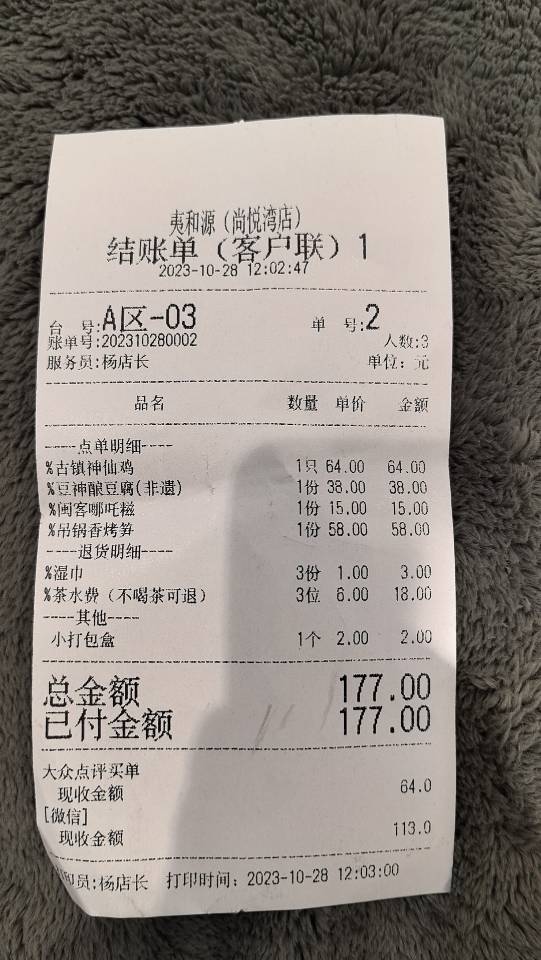 夷和源（尚悦湾店）
结账单（客户联）1
2023-10-28 12:02:47
台 号:A区-03 单 号:2
账单号:202310280002 人数:3
服务员:杨店长 单位: 元
品名 数量 单价 金额
-----点单明细----
%古镇神仙鸡 1只 64.00 64.00
%豆神酿豆腐(非遗) 1份 38.00 38.00
%闽客哪吒糍 1份 15.00 15.00
%吊锅香烤笋 1份 58.00 58.00
----退货明细----
%湿巾 3份 1.00 3.00
%茶水费（不喝茶可退） 3位 6.00 18.00
----其他----
小打包盒 1个 2.00 2.00
总金额 177.00
已付金额 177.00
大众点评买单
现收金额 64.0
[微信]
现收金额 113.0
印员:杨店长 打印时间: 2023-10-28 12:03:00